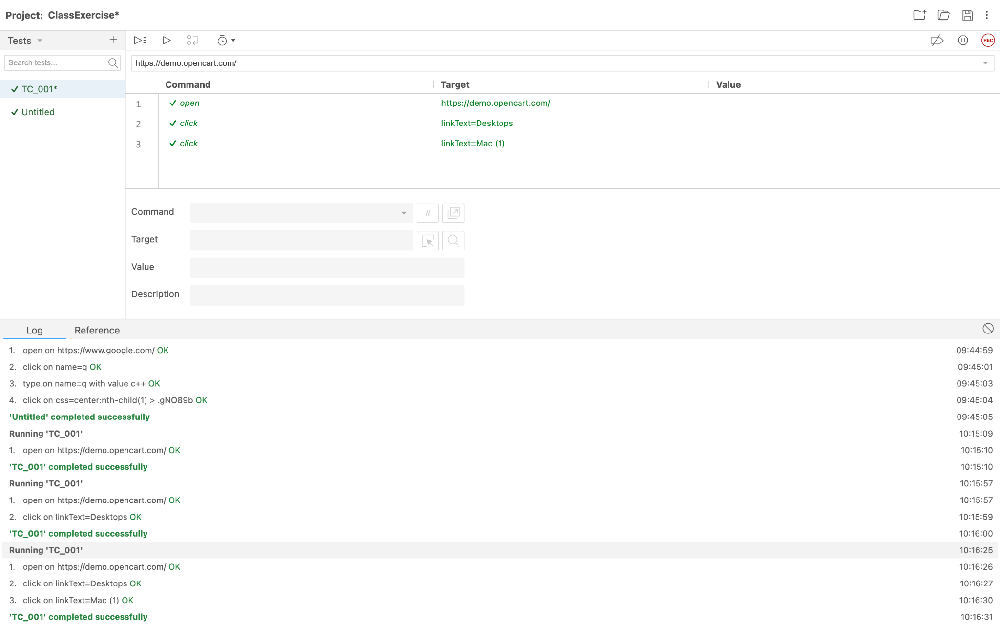 Project: ClassExercise*
Tests
REC
Search tests...
https://demo.opencart.com/
Command Target Value
TC_001*
1 open https://demo.opencart.com/
Untitled
2 click linkText=Desktops
3 click linkText=Mac (1)
Command
//
Target
Value
Description
Log Reference
1. open on https://www.google.com/ OK 09:44:59
2. click on name=q OK 09:45:01
3. type on name=q with value c++ OK 09:45:03
4. click on css=center:nth-child(1) > .gNO89b OK 09:45:04
'Untitled' completed successfully 09:45:05
Running 'TC_001' 10:15:09
1. open on https://demo.opencart.com/ OK 10:15:10
'TC_001' completed successfully 10:15:10
Running 'TC_001' 10:15:57
1. open on https://demo.opencart.com/ OK 10:15:57
2. click on linkText=Desktops OK 10:15:59
'TC_001' completed successfully 10:16:00
Running 'TC_001' 10:16:25
1. open on https://demo.opencart.com/ OK 10:16:26
2. click on linkText=Desktops OK 10:16:27
3. click on linkText=Mac (1) OK 10:16:30
'TC_001' completed successfully 10:16:31